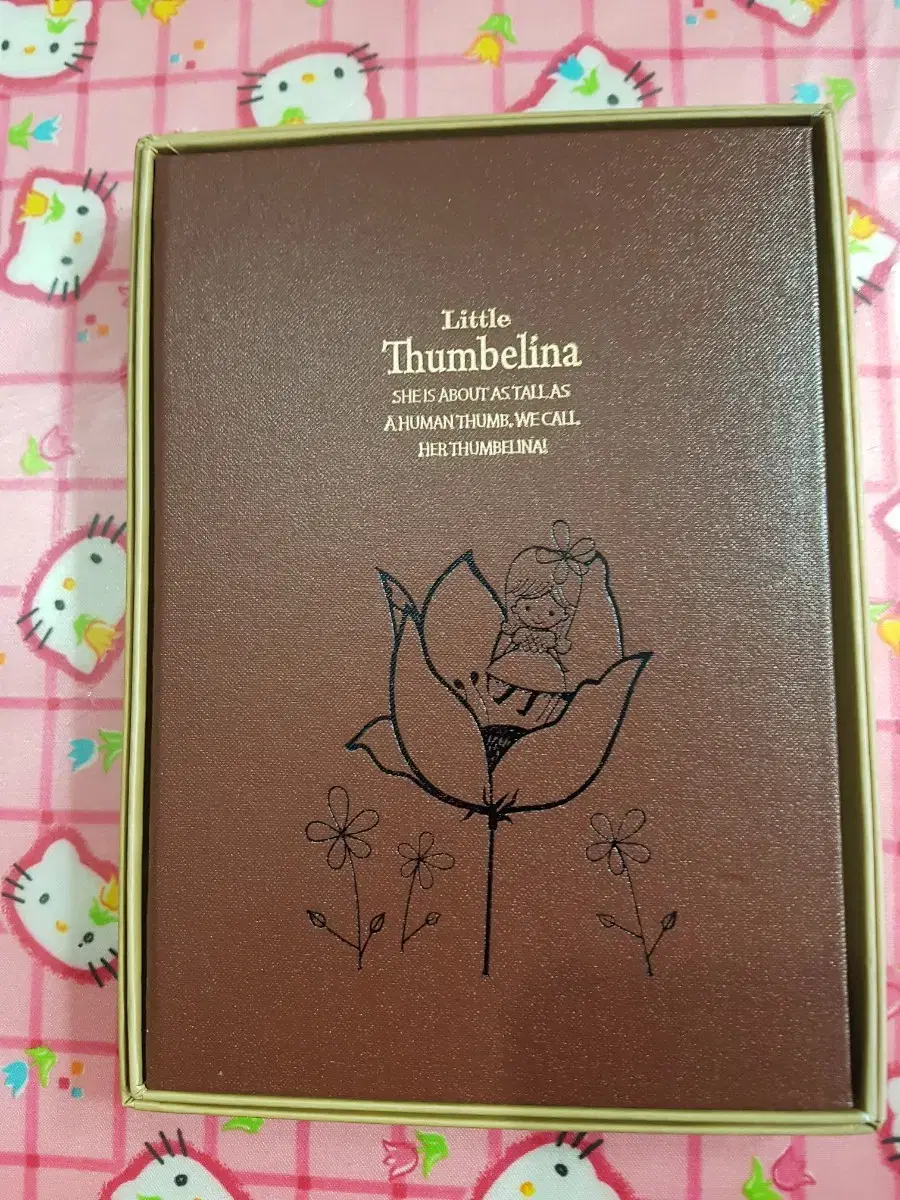 Little
Thumbelina
SHE IS ABOUT AS TALL AS
A HUMAN THUMB. WE CALL
HER THUMBELINA!